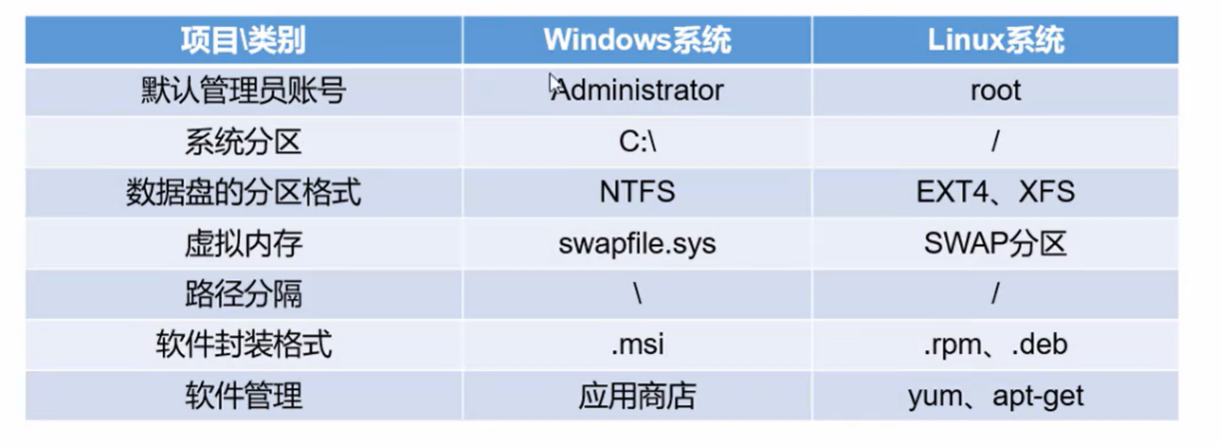 项目\类别 Windows系统 Linux系统
默认管理员账号 Administrator root
系统分区 C:\ /
数据盘的分区格式 NTFS EXT4、XFS
虚拟内存 swapfile.sys SWAP分区
路径分隔 \ /
软件封装格式 .msi .rpm、.deb
软件管理 应用商店 yum、apt-get